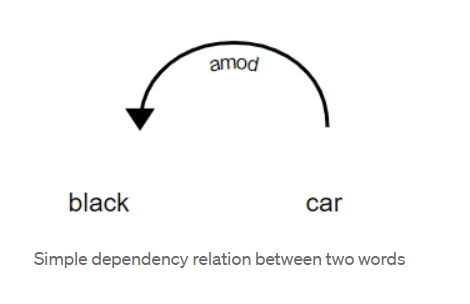 amod
black car
Simple dependency relation between two words